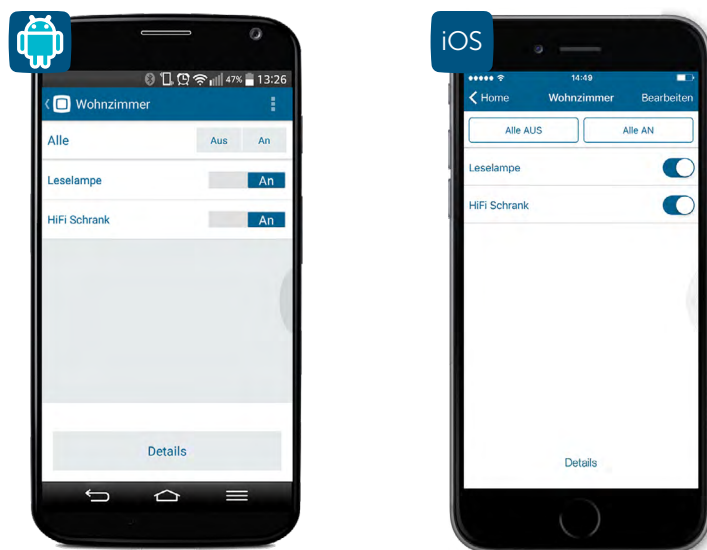 47% 13:26
Wohnzimmer
Alle Aus An
Leselampe An
HiFi Schrank An
Details
iOS
14:49
Home Wohnzimmer Bearbeiten
Alle AUS Alle AN
Leselampe
HiFi Schrank
Details